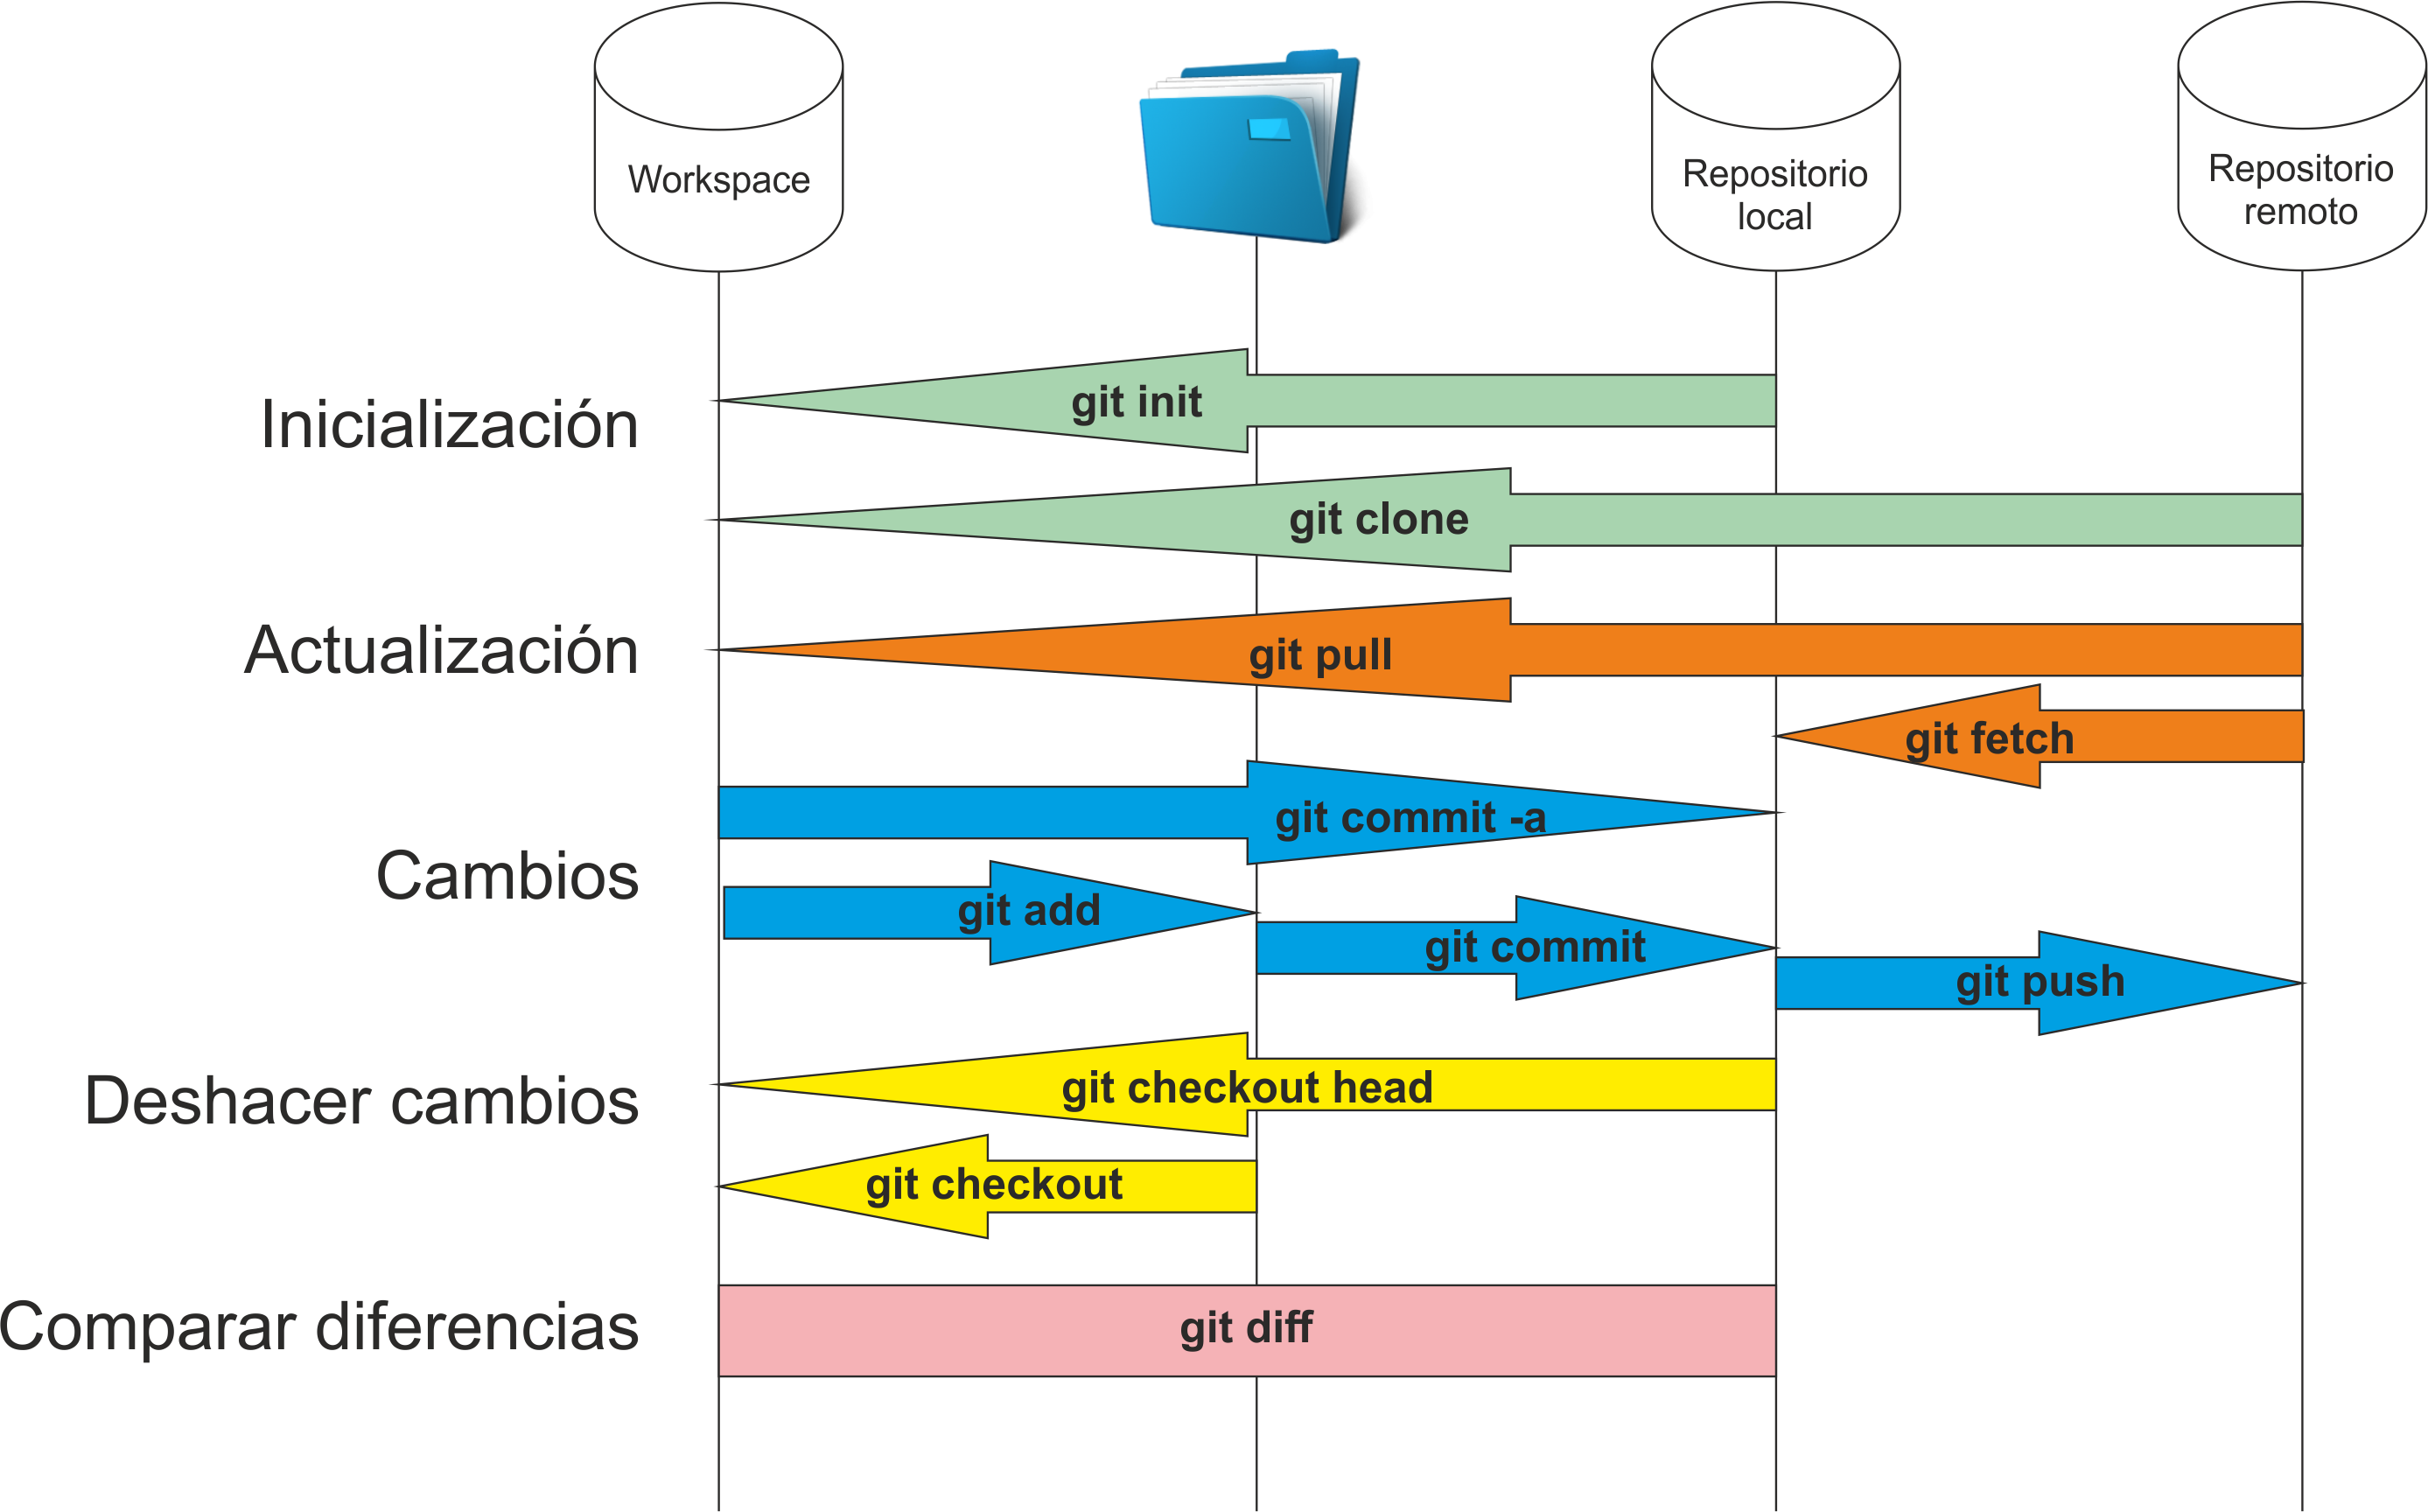 Workspace
Repositorio
local
Repositorio
remoto
Inicialización
git init
git clone
Actualización
git pull
git fetch
Cambios
git commit -a
git add
git commit
git push
Deshacer cambios
git checkout head
git checkout
Comparar diferencias
git diff